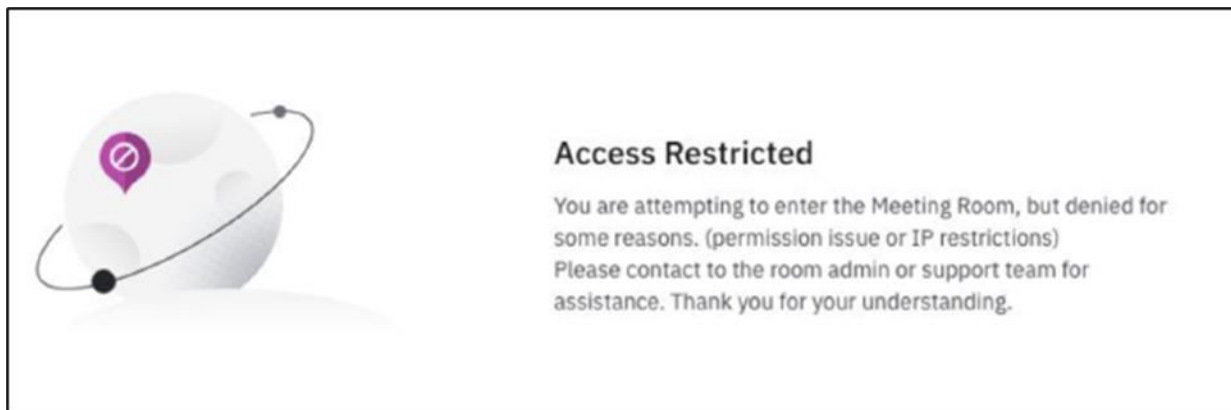 Access Restricted
You are attempting to enter the Meeting Room, but denied for
some reasons. (permission issue or IP restrictions)
Please contact to the room admin or support team for
assistance. Thank you for your understanding.